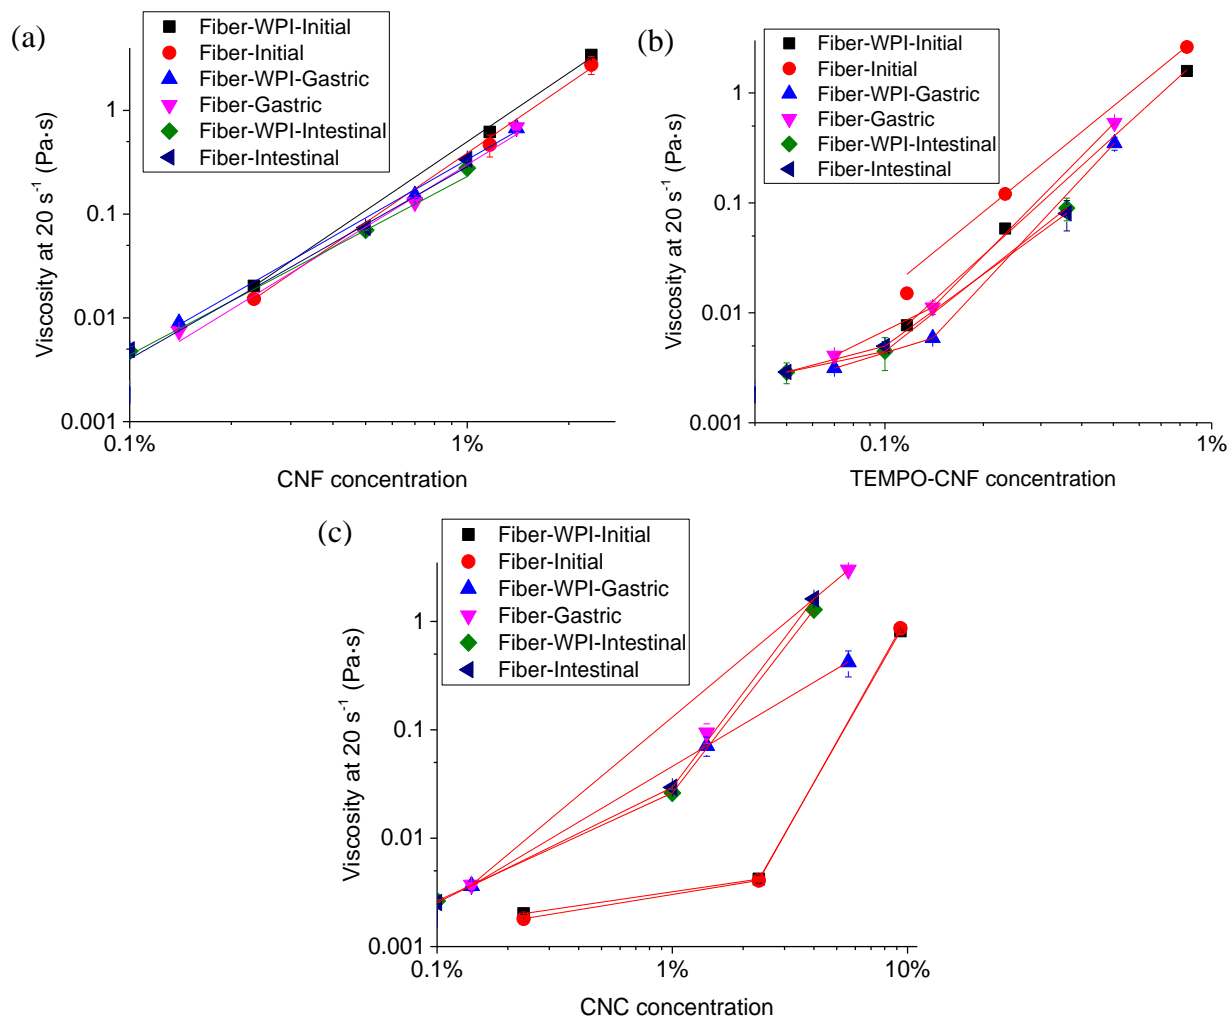 (a)
Fiber-WPI-Initial
Fiber-Initial
Fiber-WPI-Gastric
Fiber-Gastric
Fiber-WPI-Intestinal
Fiber-Intestinal
Viscosity at 20 s⁻¹ (Pa·s)
1
0.1
0.01
0.001
0.1%
1%
CNF concentration
(b)
Fiber-WPI-Initial
Fiber-Initial
Fiber-WPI-Gastric
Fiber-Gastric
Fiber-WPI-Intestinal
Fiber-Intestinal
Viscosity at 20 s⁻¹ (Pa·s)
1
0.1
0.01
0.001
0.1%
1%
TEMPO-CNF concentration
(c)
Fiber-WPI-Initial
Fiber-Initial
Fiber-WPI-Gastric
Fiber-Gastric
Fiber-WPI-Intestinal
Fiber-Intestinal
Viscosity at 20 s⁻¹ (Pa·s)
1
0.1
0.01
0.001
0.1%
1%
10%
CNC concentration